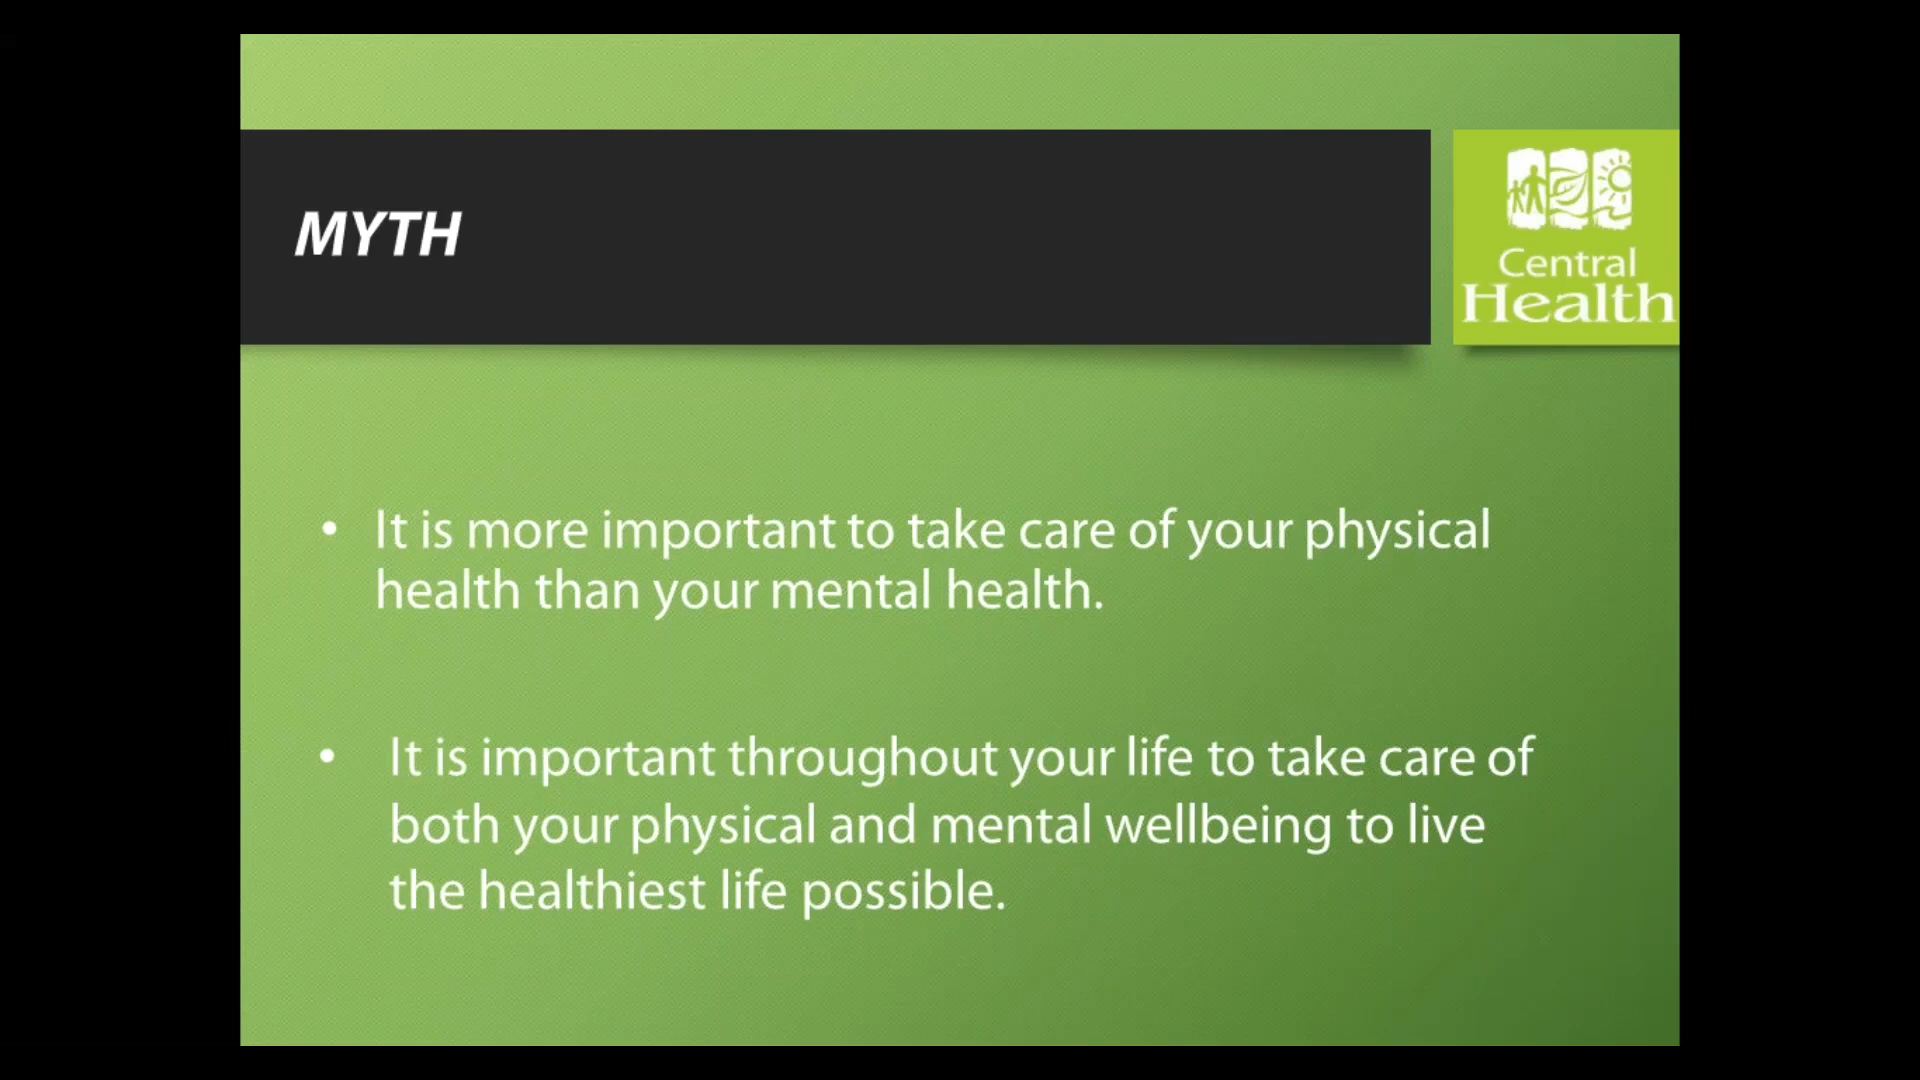 MYTH
Central
Health
• It is more important to take care of your physical
health than your mental health.
• It is important throughout your life to take care of
both your physical and mental wellbeing to live
the healthiest life possible.